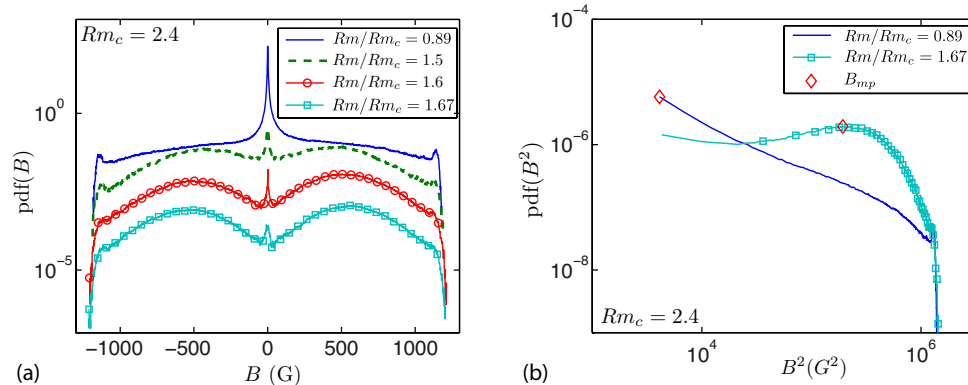 Rm_c = 2.4
Rm/Rm_c = 0.89
Rm/Rm_c = 1.5
Rm/Rm_c = 1.6
Rm/Rm_c = 1.67
10^0
10^−5
pdf(B)
−1000 −500 0 500 1000
B (G)
(a)
Rm/Rm_c = 0.89
Rm/Rm_c = 1.67
B_mp
10^−4
10^−6
10^−8
pdf(B^2)
Rm_c = 2.4
10^4 10^6
B^2(G^2)
(b)